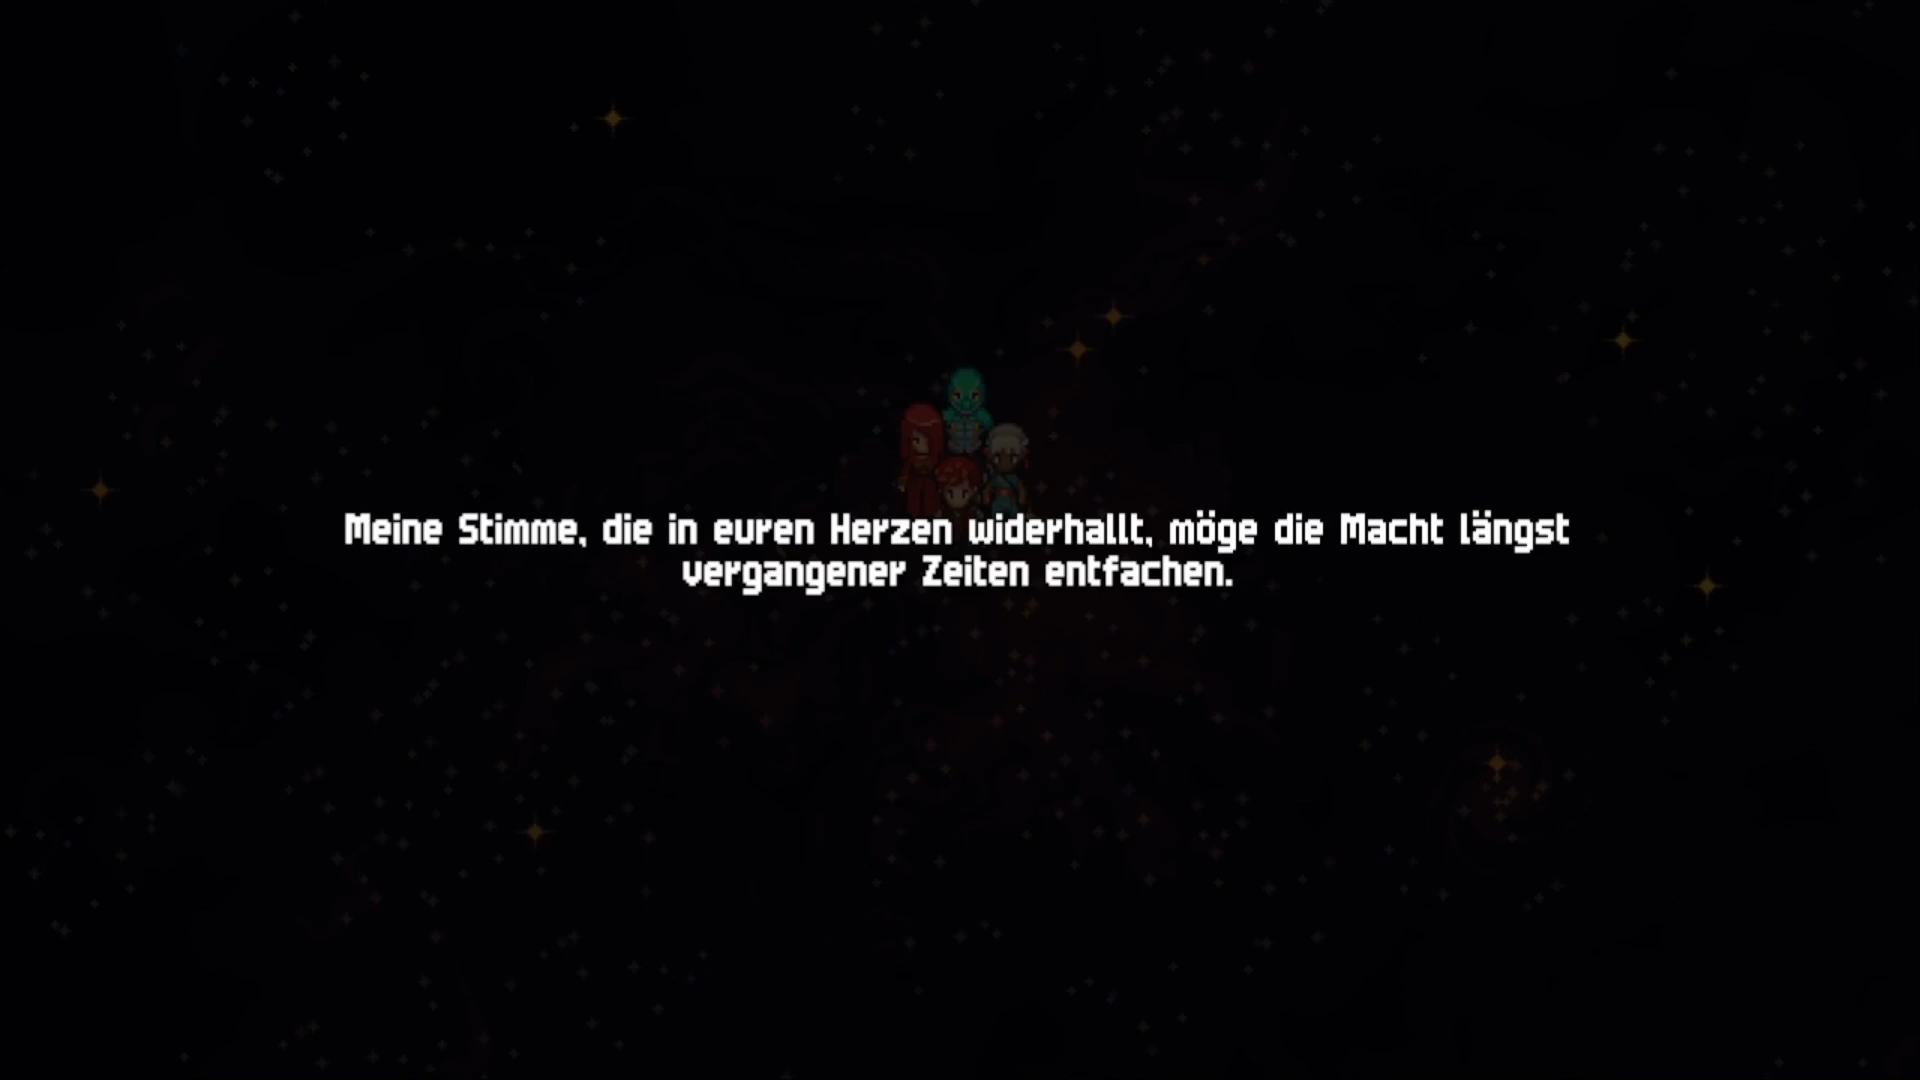 Meine Stimme, die in euren Herzen widerhallt, möge die Macht längst
vergangener Zeiten entfachen.